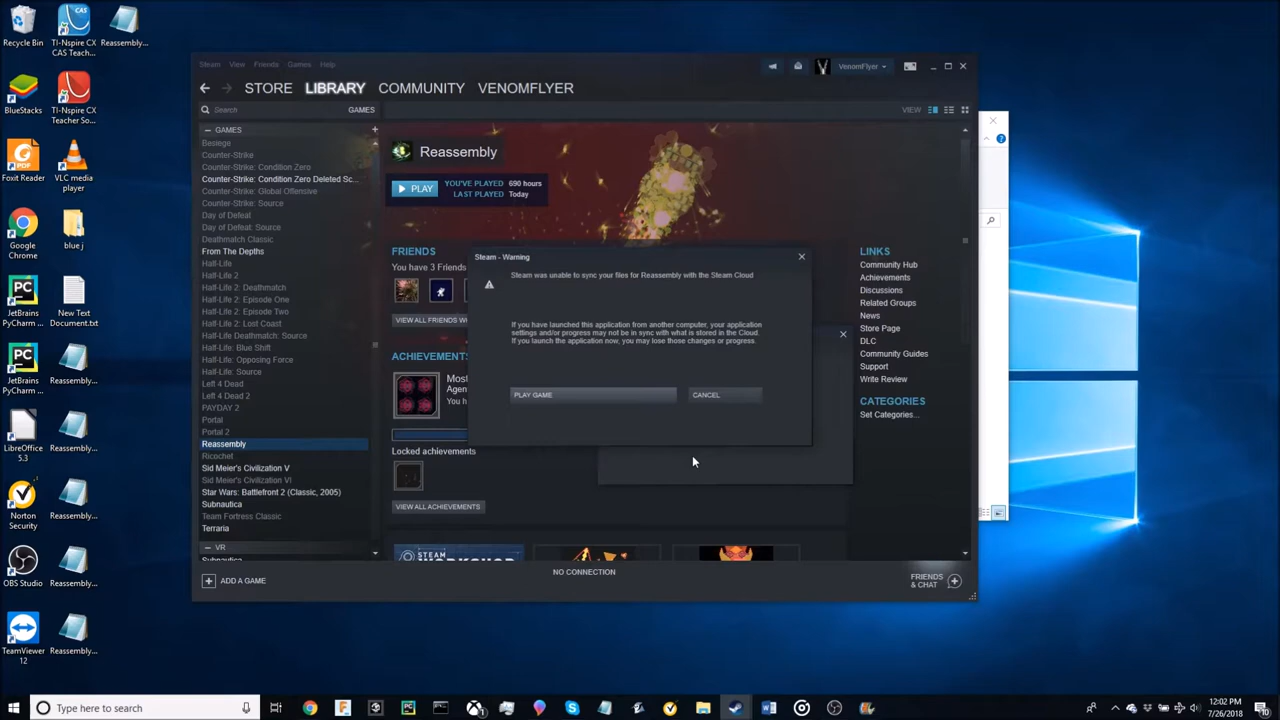 Recycle Bin
TI-Nspire CX
CAS Teach...
Reassembly...
BlueStacks
TI-Nspire CX
Teacher So...
Foxit Reader
VLC media
player
Google
Chrome
blue j
JetBrains
PyCharm ...
New Text
Document.txt
JetBrains
PyCharm ...
Reassembly...
LibreOffice
5.3
Reassembly...
Norton
Security
Reassembly...
OBS Studio
Reassembly...
TeamViewer
12
Reassembly...
Steam View Friends Games Help
VenomFlyer
STORE LIBRARY COMMUNITY VENOMFLYER
Search GAMES VIEW
GAMES
Besiege
Counter-Strike
Counter-Strike: Condition Zero
Counter-Strike: Condition Zero Deleted Sc...
Counter-Strike: Global Offensive
Counter-Strike: Source
Day of Defeat
Day of Defeat: Source
Deathmatch Classic
From The Depths
Half-Life
Half-Life 2
Half-Life 2: Deathmatch
Half-Life 2: Episode One
Half-Life 2: Episode Two
Half-Life 2: Lost Coast
Half-Life Deathmatch: Source
Half-Life: Blue Shift
Half-Life: Opposing Force
Half-Life: Source
Left 4 Dead
Left 4 Dead 2
PAYDAY 2
Portal
Portal 2
Reassembly
Ricochet
Sid Meier's Civilization V
Sid Meier's Civilization VI
Star Wars: Battlefront 2 (Classic, 2005)
Subnautica
Team Fortress Classic
Terraria
VR
Reassembly
PLAY
YOU'VE PLAYED 690 hours
LAST PLAYED Today
FRIENDS
You have 3 Friends
VIEW ALL FRIENDS W
ACHIEVEMENTS
Most
Agen
You h
Locked achievements
VIEW ALL ACHIEVEMENTS
STEAM
Steam - Warning
Steam was unable to sync your files for Reassembly with the Steam Cloud
If you have launched this application from another computer, your application
settings and/or progress may not be in sync with what is stored in the Cloud.
If you launch the application now, you may lose those changes or progress.
PLAY GAME CANCEL
LINKS
Community Hub
Achievements
Discussions
Related Groups
News
Store Page
DLC
Community Guides
Support
Write Review
CATEGORIES
Set Categories...
ADD A GAME
NO CONNECTION
FRIENDS
& CHAT
Type here to search
12:02 PM
7/26/2018